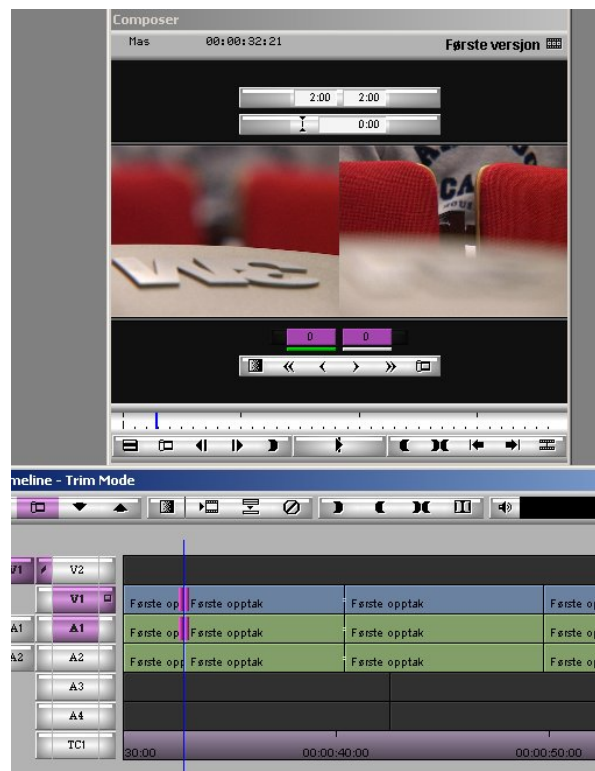 Composer
Mas 00:00:32:21 Første versjon
2:00 2:00
0:00
CA
W3
0 0
meline - Trim Mode
V1 V2
V1 Første op Første opptak Første opptak Første o
A1 A1 Første op Første opptak Første opptak Første o
A2 A2 Første opp Første opptak Første opptak Første o
A3
A4
TC1 30:00 00:00:40:00 00:00:50:00